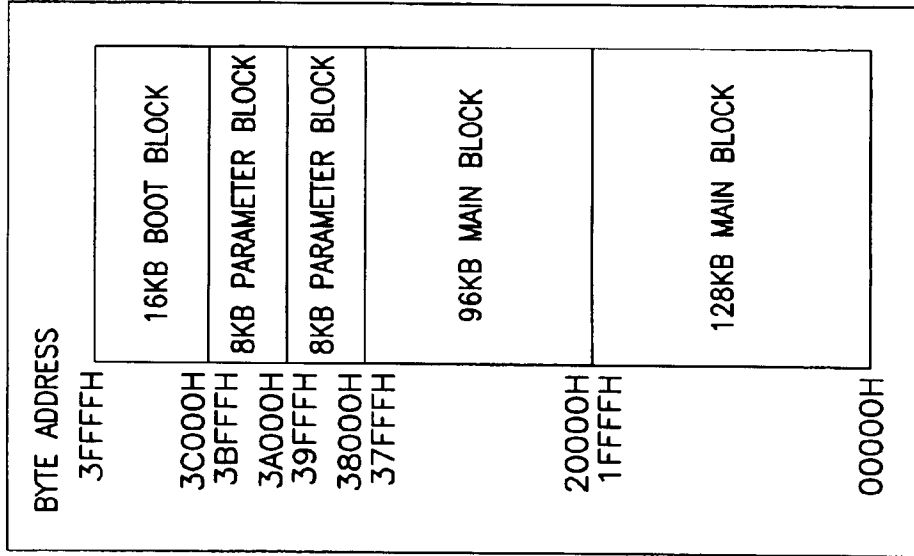 BYTE ADDRESS
3FFFFH
16KB BOOT BLOCK
3C000H
3BFFFH
8KB PARAMETER BLOCK
3A000H
39FFFH
8KB PARAMETER BLOCK
38000H
37FFFH
96KB MAIN BLOCK
20000H
1FFFFH
128KB MAIN BLOCK
00000H